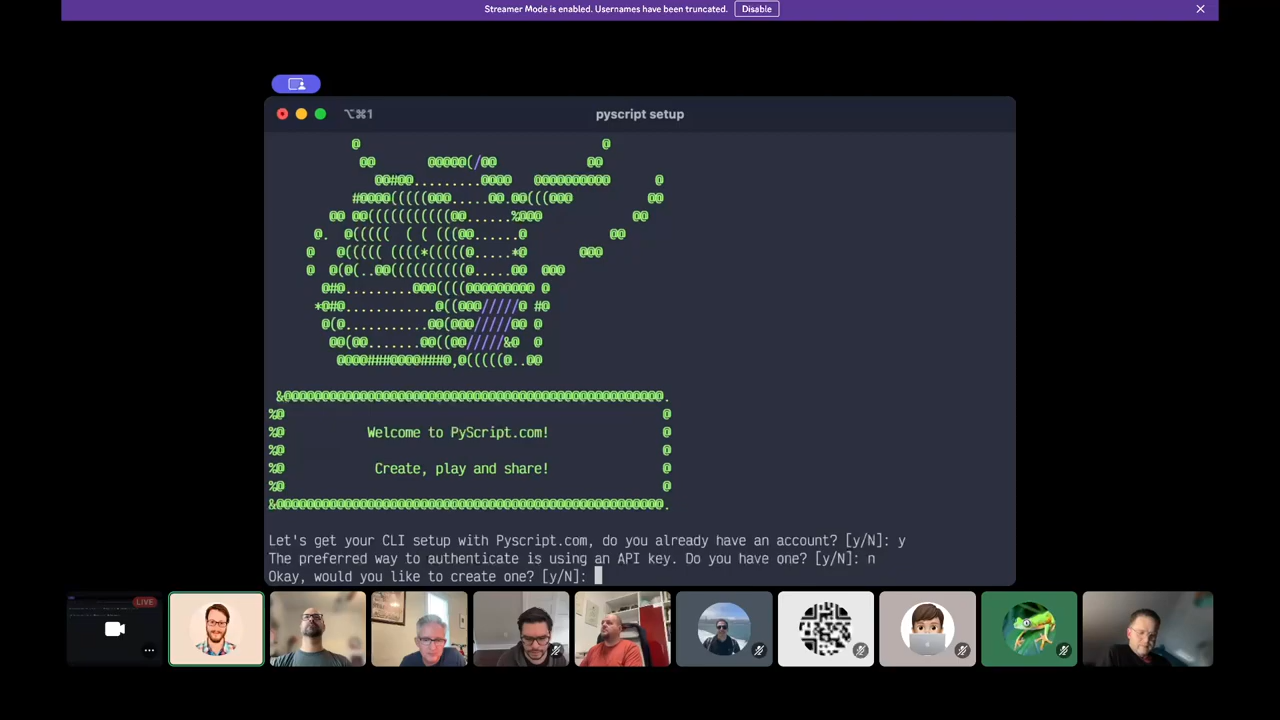 Streamer Mode is enabled. Usernames have been truncated.
Disable
⌥⌘1
pyscript setup
Welcome to PyScript.com!
Create, play and share!
Let's get your CLI setup with Pyscript.com, do you already have an account? [y/N]: y
The preferred way to authenticate is using an API key. Do you have one? [y/N]: n
Okay, would you like to create one? [y/N]:
LIVE